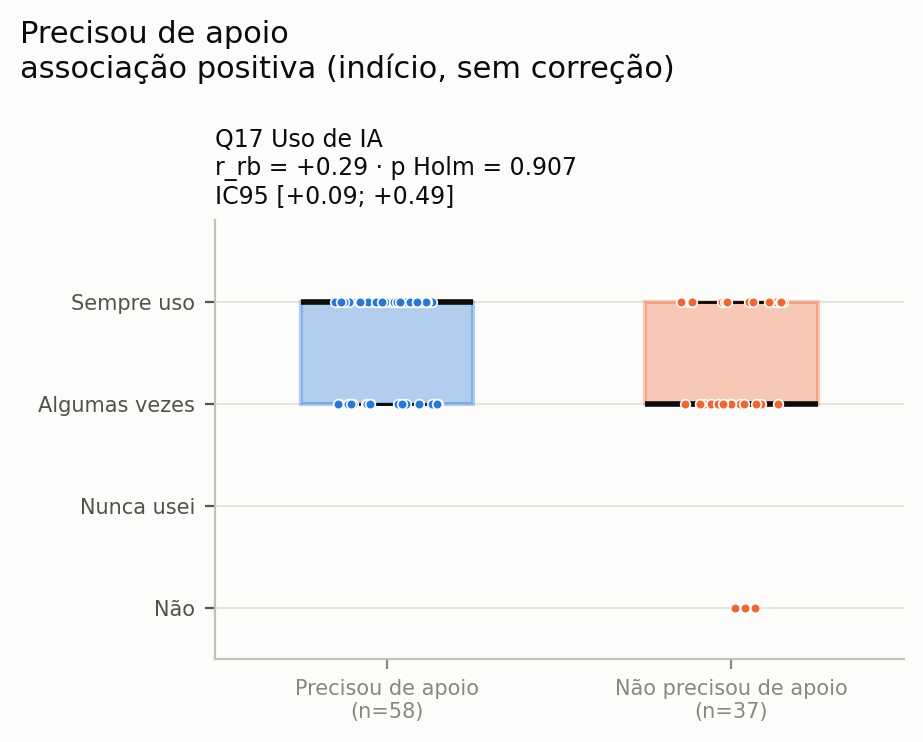 Precisou de apoio
associação positiva (indício, sem correção)
Q17 Uso de IA
r_rb = +0.29 · p Holm = 0.907
IC95 [+0.09; +0.49]
Sempre uso
Algumas vezes
Nunca usei
Não
Precisou de apoio
(n=58)
Não precisou de apoio
(n=37)